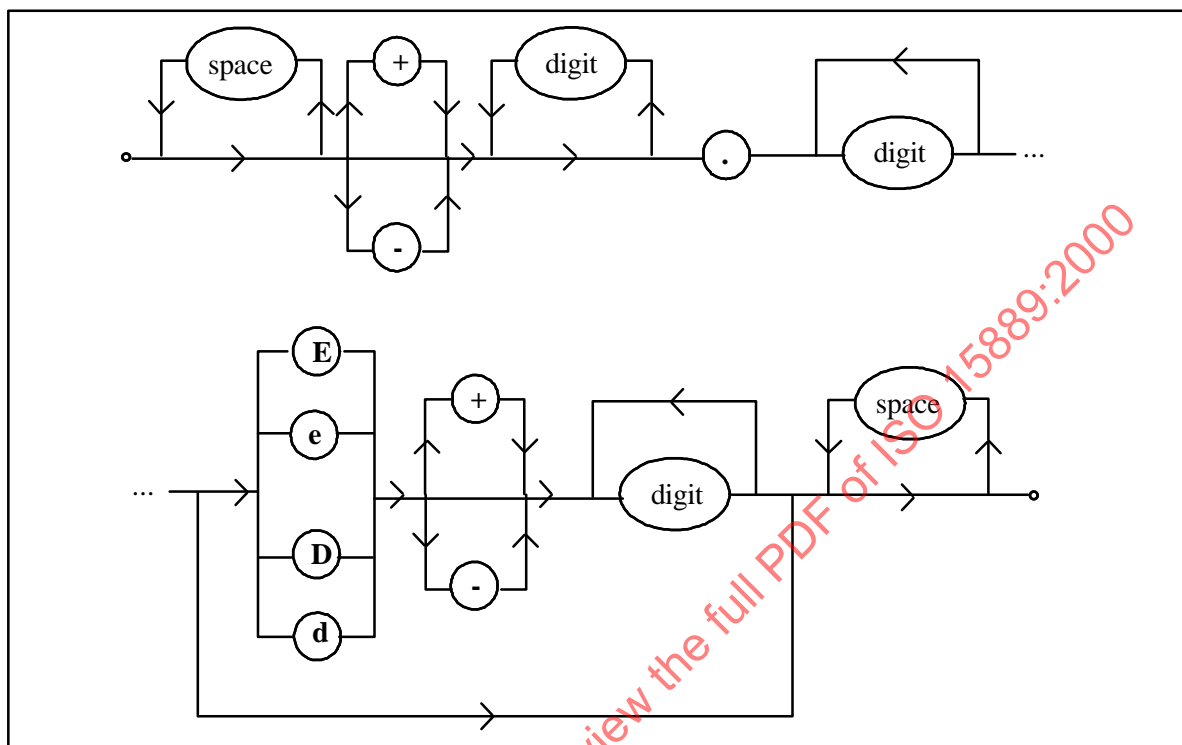 space + digit
. digit ...
-
E
+ space
e
... digit
D
-
d
view the full PDF of ISO 15889:2000